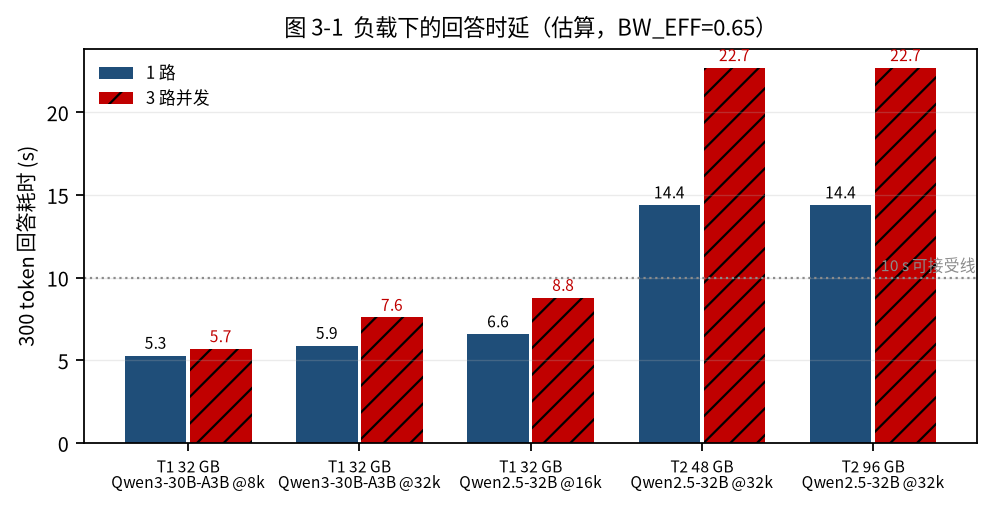 图 3-1 负载下的回答时延（估算，BW_EFF=0.65）
1 路
3 路并发
300 token 回答耗时 (s)
20
15
10
5
0
5.3
5.7
5.9
7.6
6.6
8.8
14.4
22.7
14.4
22.7
10 s 可接受线
T1 32 GB
Qwen3-30B-A3B @8k
T1 32 GB
Qwen3-30B-A3B @32k
T1 32 GB
Qwen2.5-32B @16k
T2 48 GB
Qwen2.5-32B @32k
T2 96 GB
Qwen2.5-32B @32k